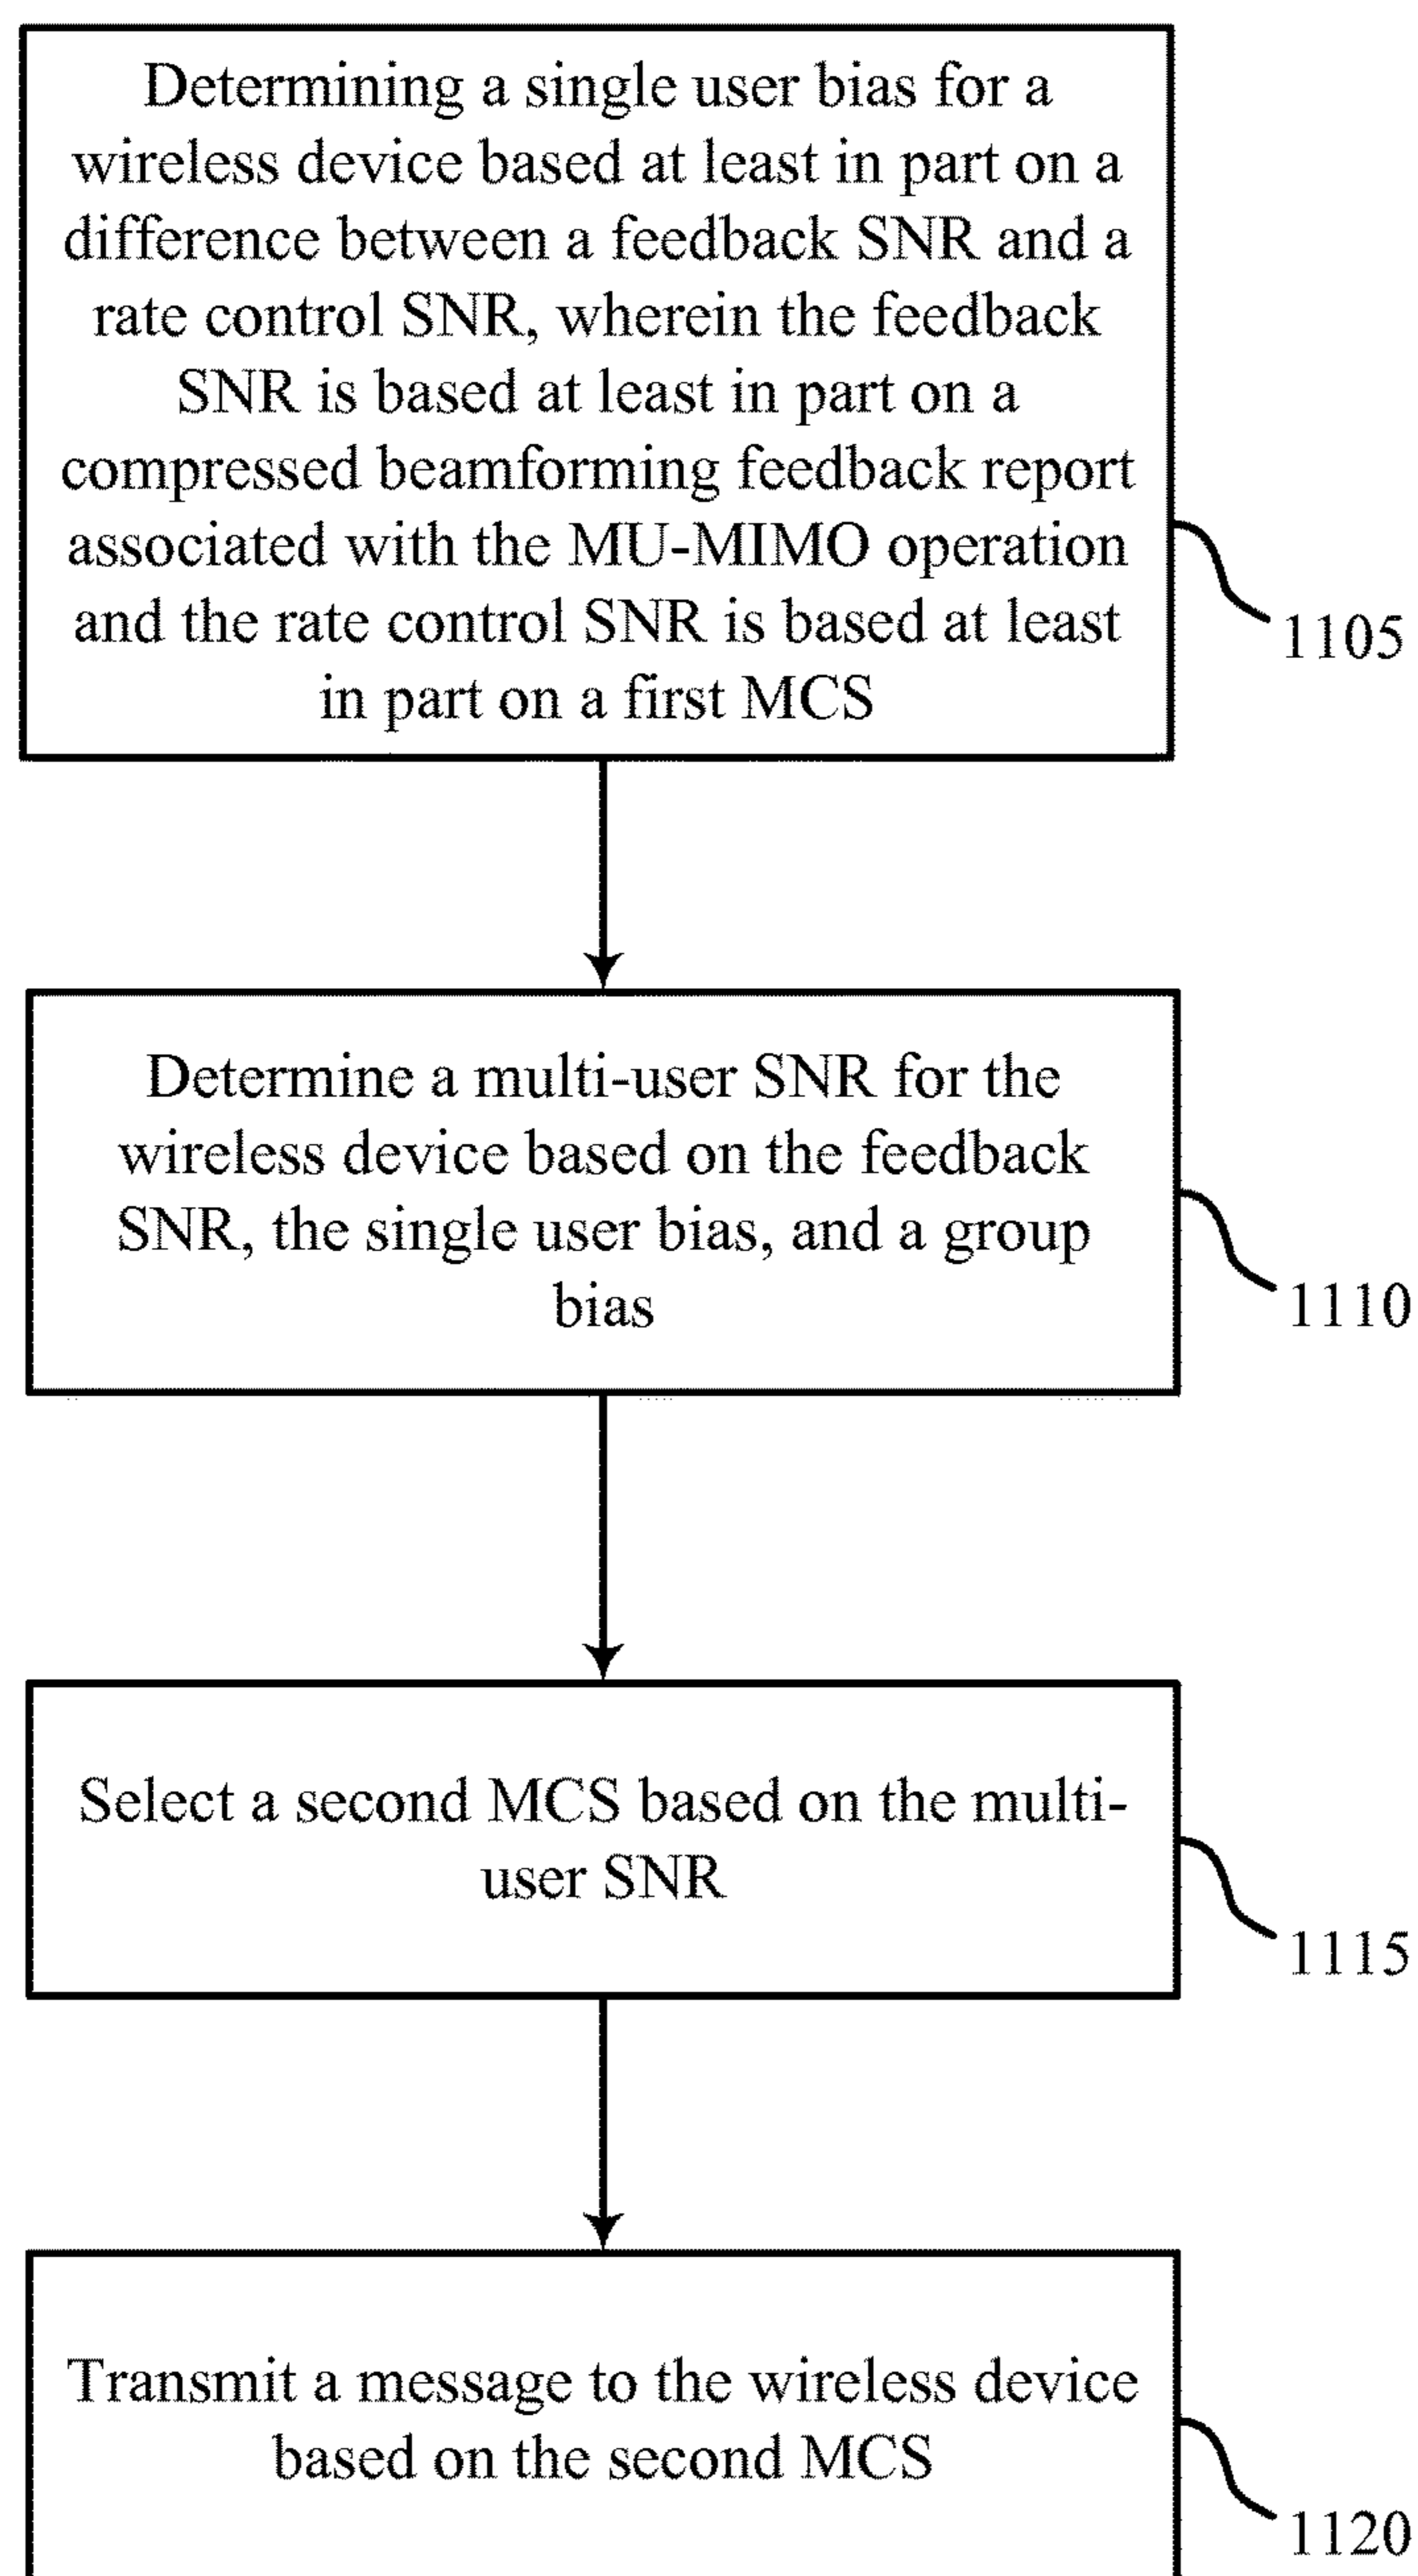 Determining a single user bias for a
wireless device based at least in part on a
difference between a feedback SNR and a
rate control SNR, wherein the feedback
SNR is based at least in part on a
compressed beamforming feedback report
associated with the MU-MIMO operation
and the rate control SNR is based at least
in part on a first MCS
1105
Determine a multi-user SNR for the
wireless device based on the feedback
SNR, the single user bias, and a group
bias
1110
Select a second MCS based on the multi-
user SNR
1115
Transmit a message to the wireless device
based on the second MCS
1120